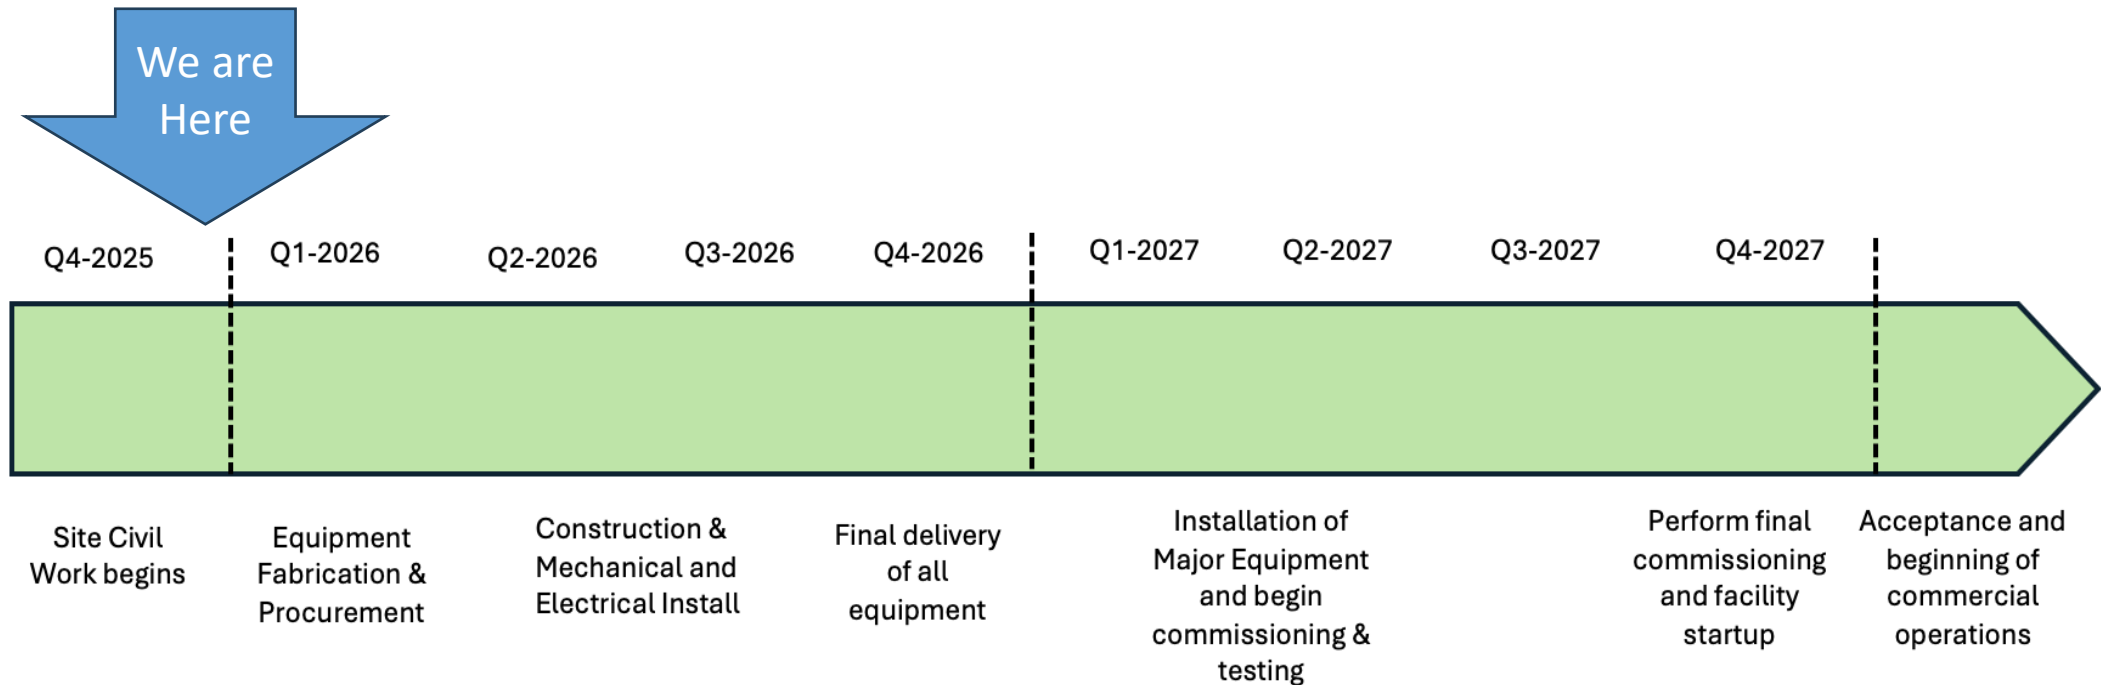 We are
Here
Q4-2025
Q1-2026
Q2-2026
Q3-2026
Q4-2026
Q1-2027
Q2-2027
Q3-2027
Q4-2027
Site Civil
Work begins
Equipment
Fabrication &
Procurement
Construction &
Mechanical and
Electrical Install
Final delivery
of all
equipment
Installation of
Major Equipment
and begin
commissioning &
testing
Perform final
commissioning
and facility
startup
Acceptance and
beginning of
commercial
operations